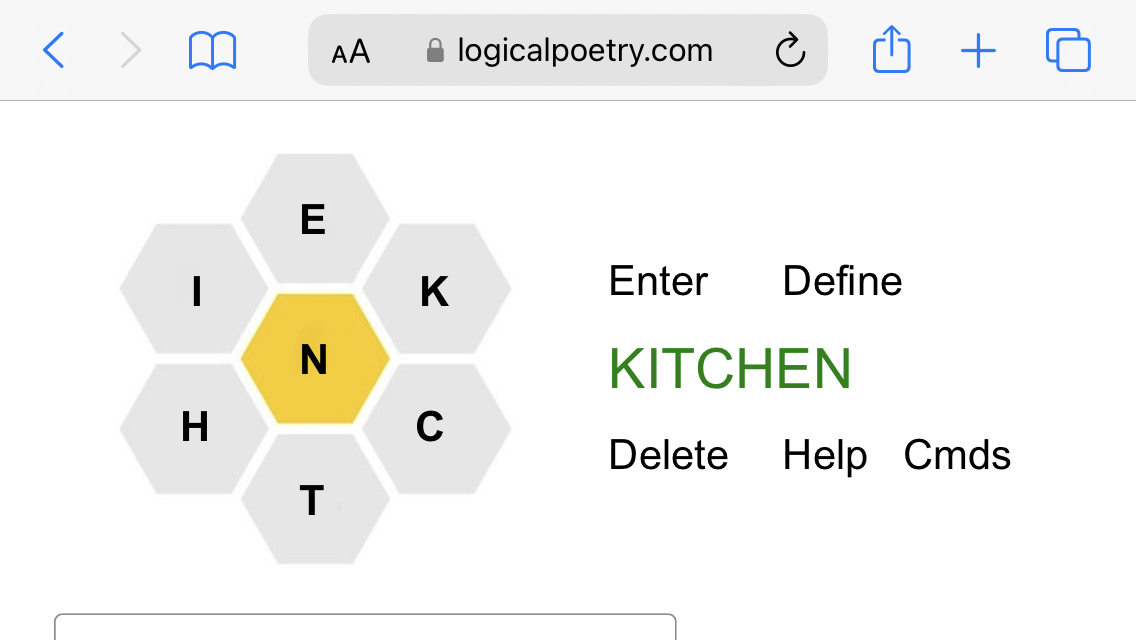 AA logicalpoetry.com
E
I K
N
H C
T
Enter Define
KITCHEN
Delete Help Cmds